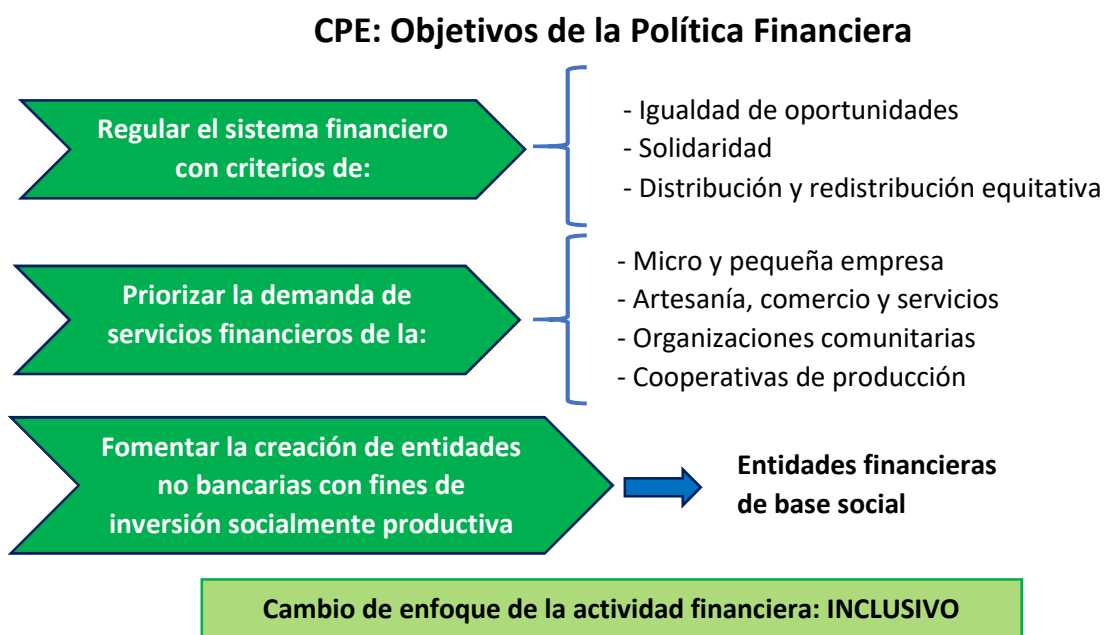 CPE: Objetivos de la Política Financiera
Regular el sistema financiero
con criterios de:
- Igualdad de oportunidades
- Solidaridad
- Distribución y redistribución equitativa
Priorizar la demanda de
servicios financieros de la:
- Micro y pequeña empresa
- Artesanía, comercio y servicios
- Organizaciones comunitarias
- Cooperativas de producción
Fomentar la creación de entidades
no bancarias con fines de
inversión socialmente productiva
Entidades financieras
de base social
Cambio de enfoque de la actividad financiera: INCLUSIVO